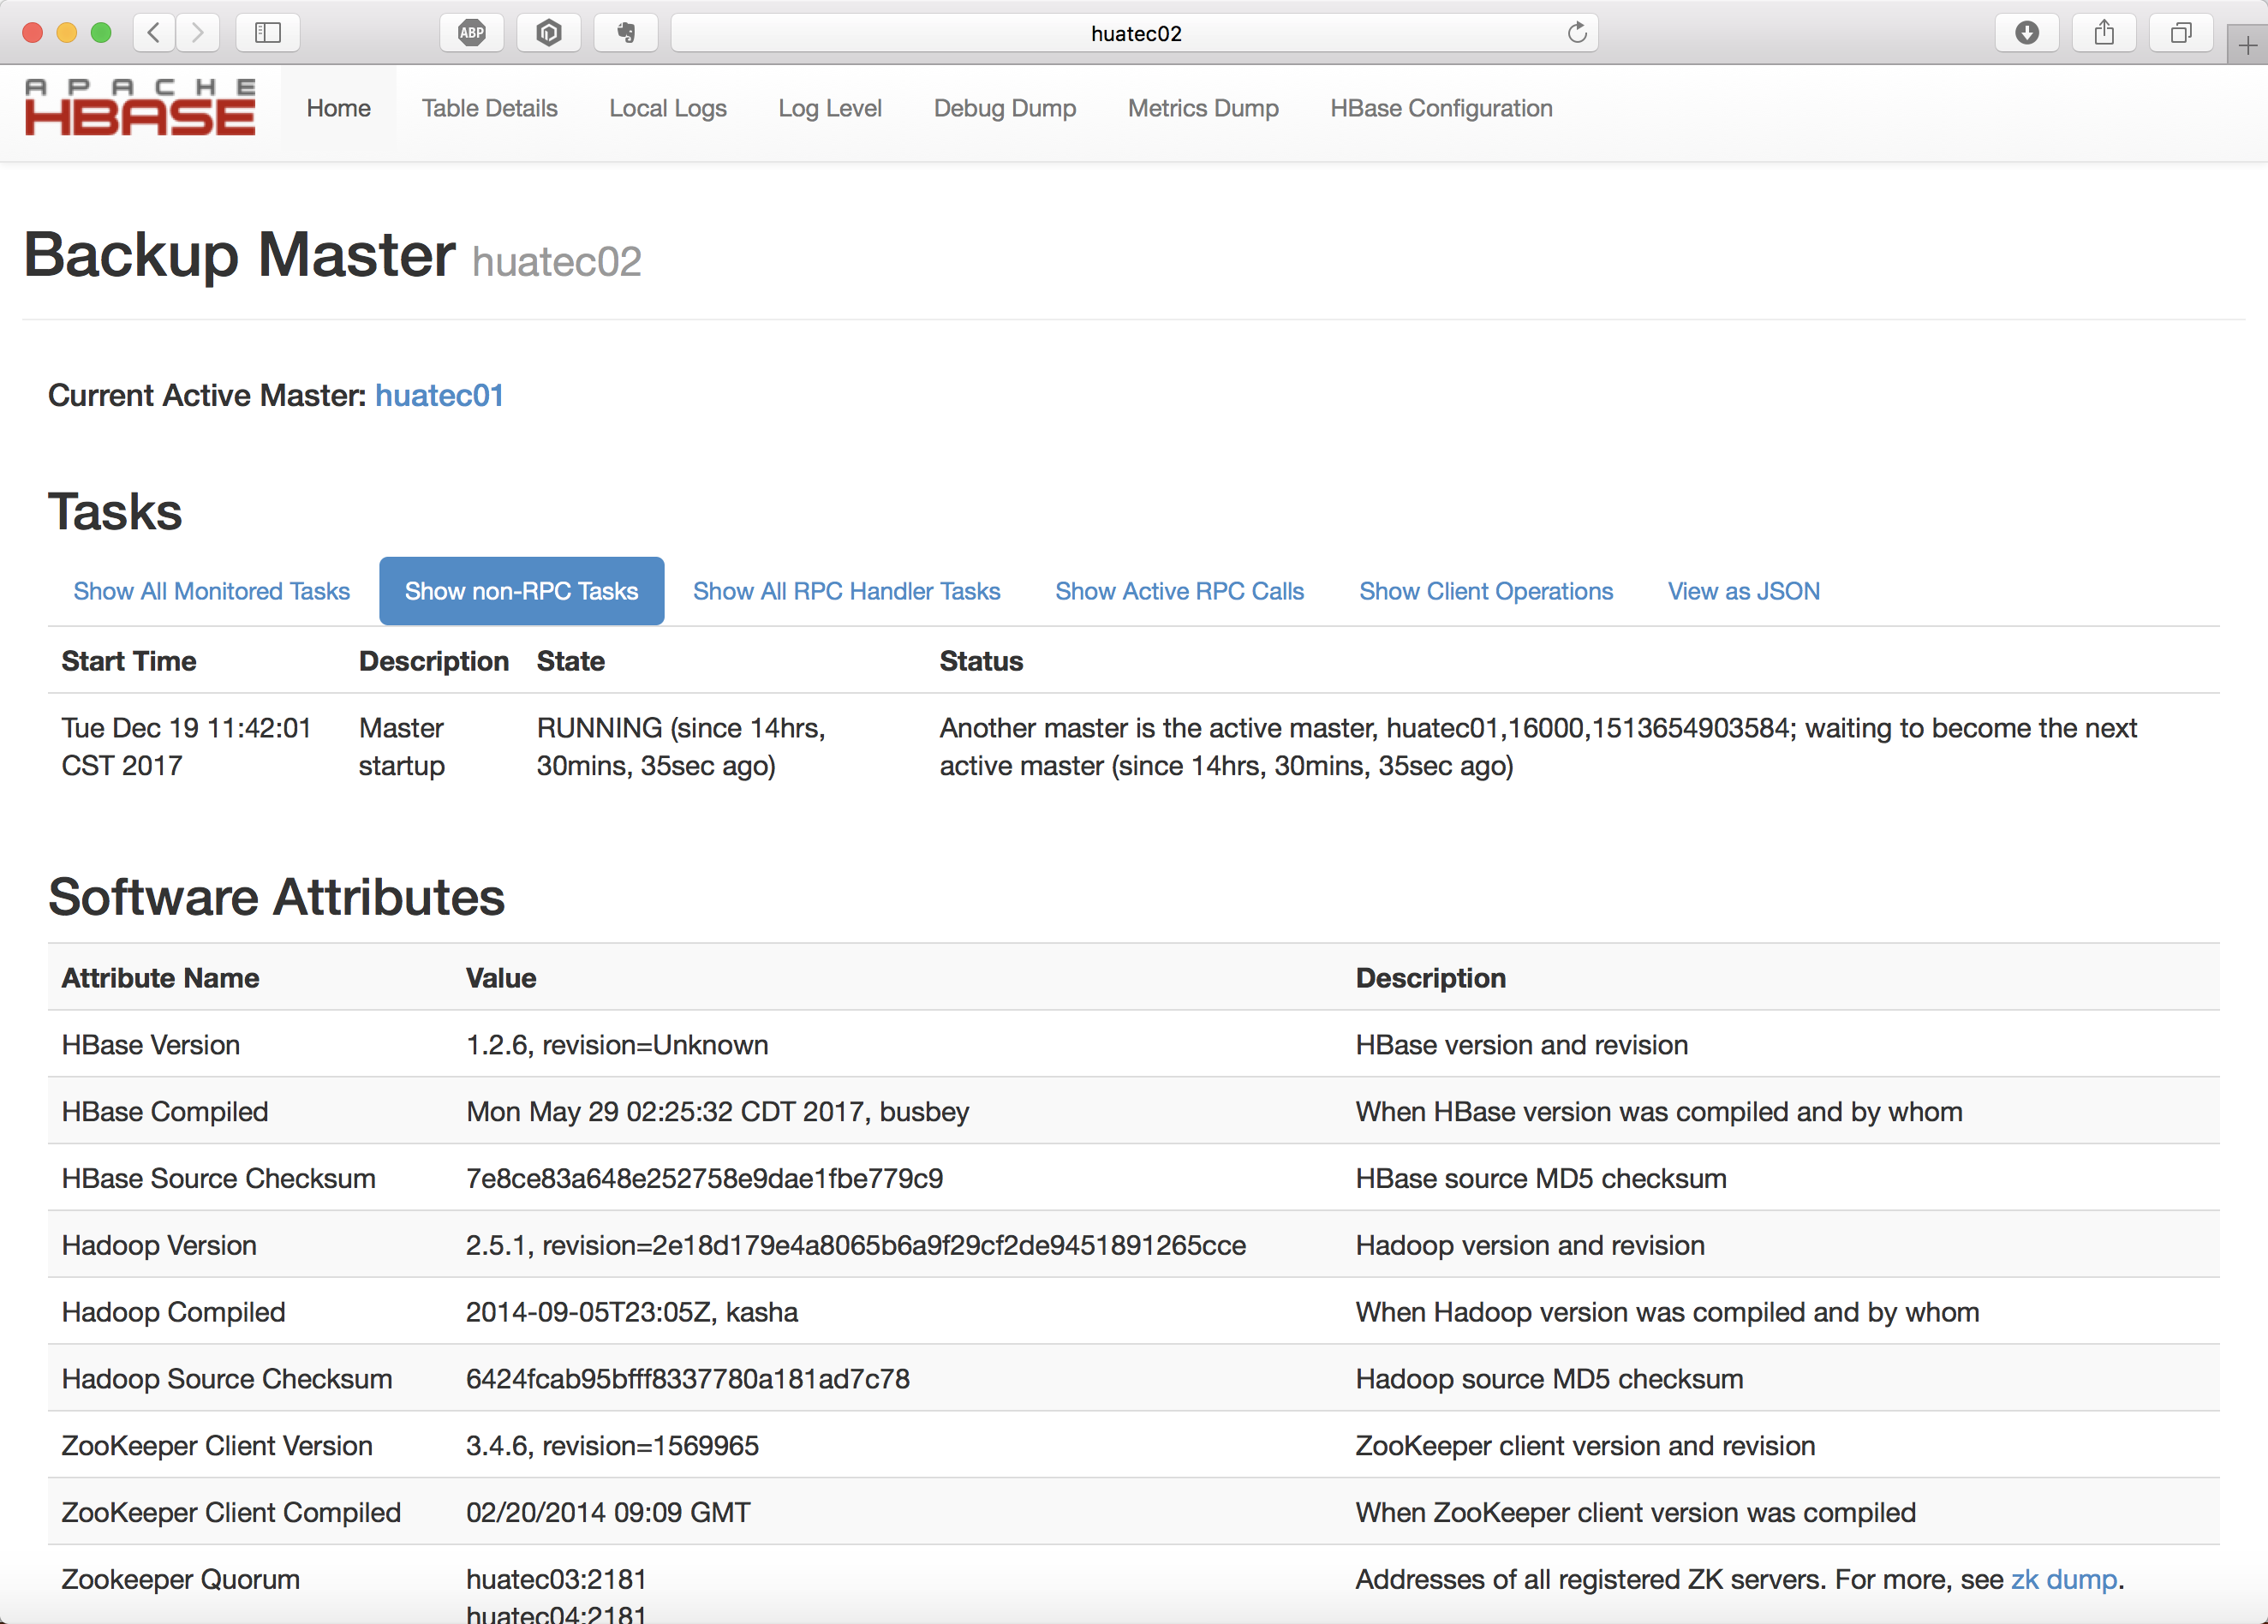 huatec02
ABP
APACHE
HBASE
Home Table Details Local Logs Log Level Debug Dump Metrics Dump HBase Configuration
Backup Master huatec02
Current Active Master: huatec01
Tasks
Show All Monitored Tasks Show non-RPC Tasks Show All RPC Handler Tasks Show Active RPC Calls Show Client Operations View as JSON
Start Time Description State Status
Tue Dec 19 11:42:01 Master RUNNING (since 14hrs, Another master is the active master, huatec01,16000,1513654903584; waiting to become the next
CST 2017 startup 30mins, 35sec ago) active master (since 14hrs, 30mins, 35sec ago)
Software Attributes
Attribute Name Value Description
HBase Version 1.2.6, revision=Unknown HBase version and revision
HBase Compiled Mon May 29 02:25:32 CDT 2017, busbey When HBase version was compiled and by whom
HBase Source Checksum 7e8ce83a648e252758e9dae1fbe779c9 HBase source MD5 checksum
Hadoop Version 2.5.1, revision=2e18d179e4a8065b6a9f29cf2de9451891265cce Hadoop version and revision
Hadoop Compiled 2014-09-05T23:05Z, kasha When Hadoop version was compiled and by whom
Hadoop Source Checksum 6424fcab95bfff8337780a181ad7c78 Hadoop source MD5 checksum
ZooKeeper Client Version 3.4.6, revision=1569965 ZooKeeper client version and revision
ZooKeeper Client Compiled 02/20/2014 09:09 GMT When ZooKeeper client version was compiled
Zookeeper Quorum huatec03:2181 Addresses of all registered ZK servers. For more, see zk dump.
huatec04:2181